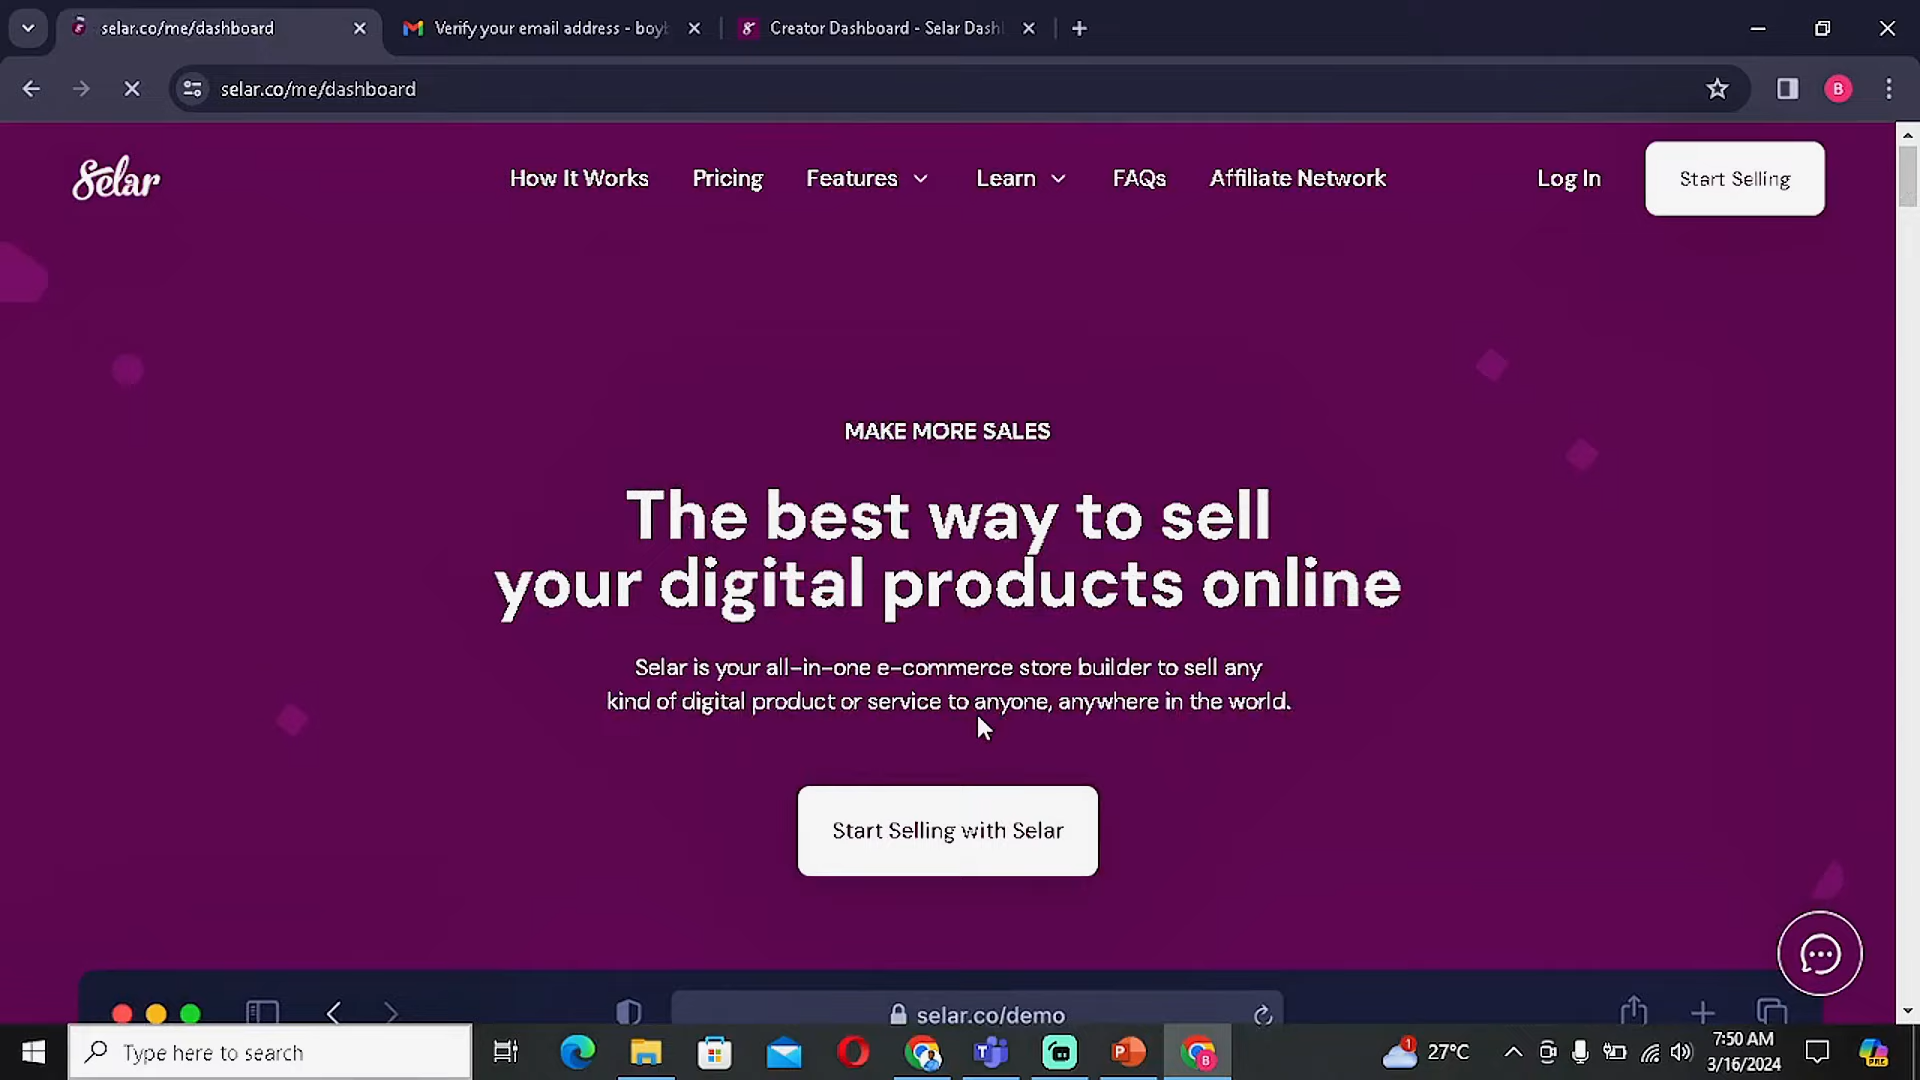 selar.co/me/dashboard
Verify your email address - boyb
Creator Dashboard - Selar Dash
selar.co/me/dashboard
B
Selar
How It Works
Pricing
Features
Learn
FAQs
Affiliate Network
Log In
Start Selling
MAKE MORE SALES
The best way to sell
your digital products online
Selar is your all-in-one e-commerce store builder to sell any
kind of digital product or service to anyone, anywhere in the world.
Start Selling with Selar
selar.co/demo
Type here to search
1
27°C
7:50 AM
3/16/2024